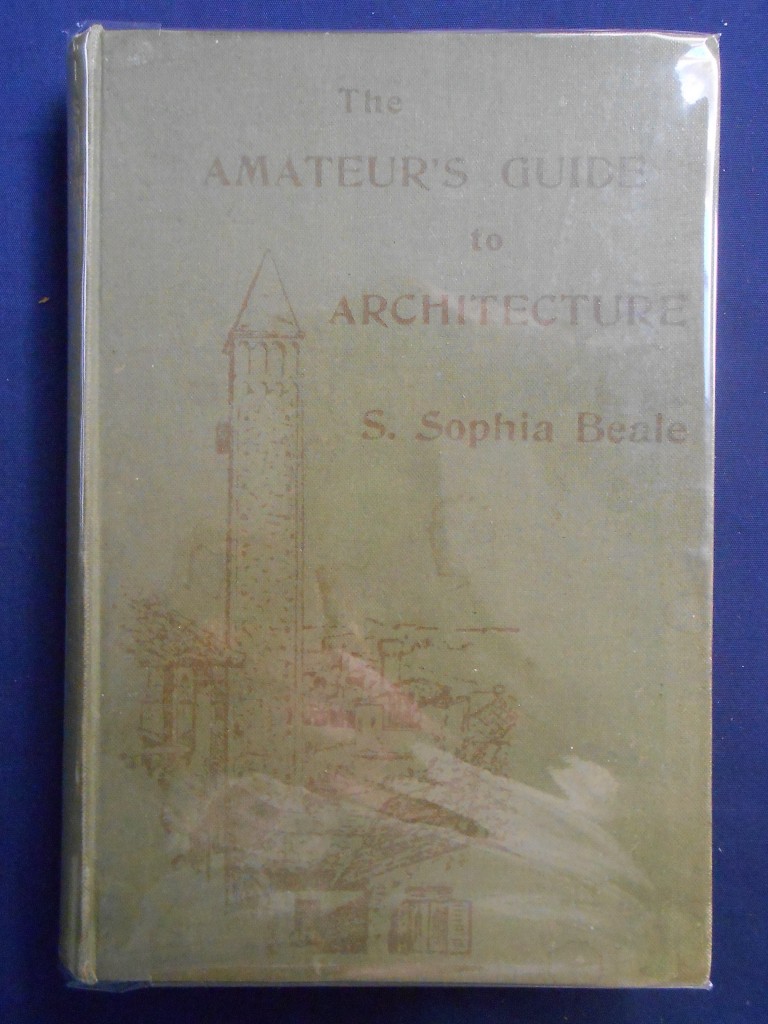 The
AMATEUR'S GUIDE
to
ARCHITECTURE
S. Sophia Beale